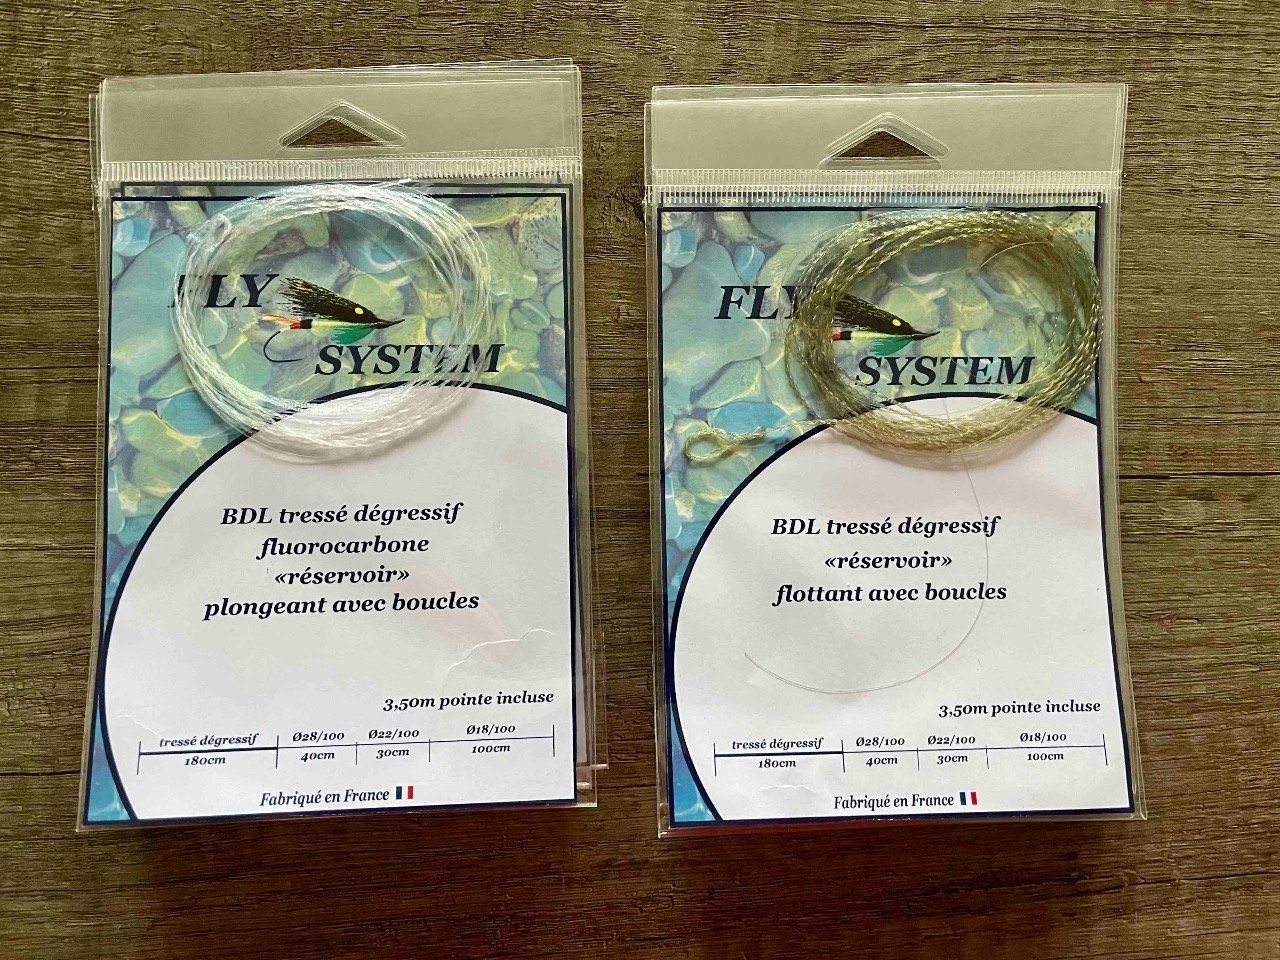 FLY
SYSTEM
BDL tressé dégressif
fluorocarbone
«réservoir»
plongeant avec boucles
3,50m pointe incluse
tressé dégressif Ø28/100 Ø22/100 Ø18/100
180cm 40cm 30cm 100cm
Fabriqué en France
FLY
SYSTEM
BDL tressé dégressif
«réservoir»
flottant avec boucles
3,50m pointe incluse
tressé dégressif Ø28/100 Ø22/100 Ø18/100
180cm 40cm 30cm 100cm
Fabriqué en France